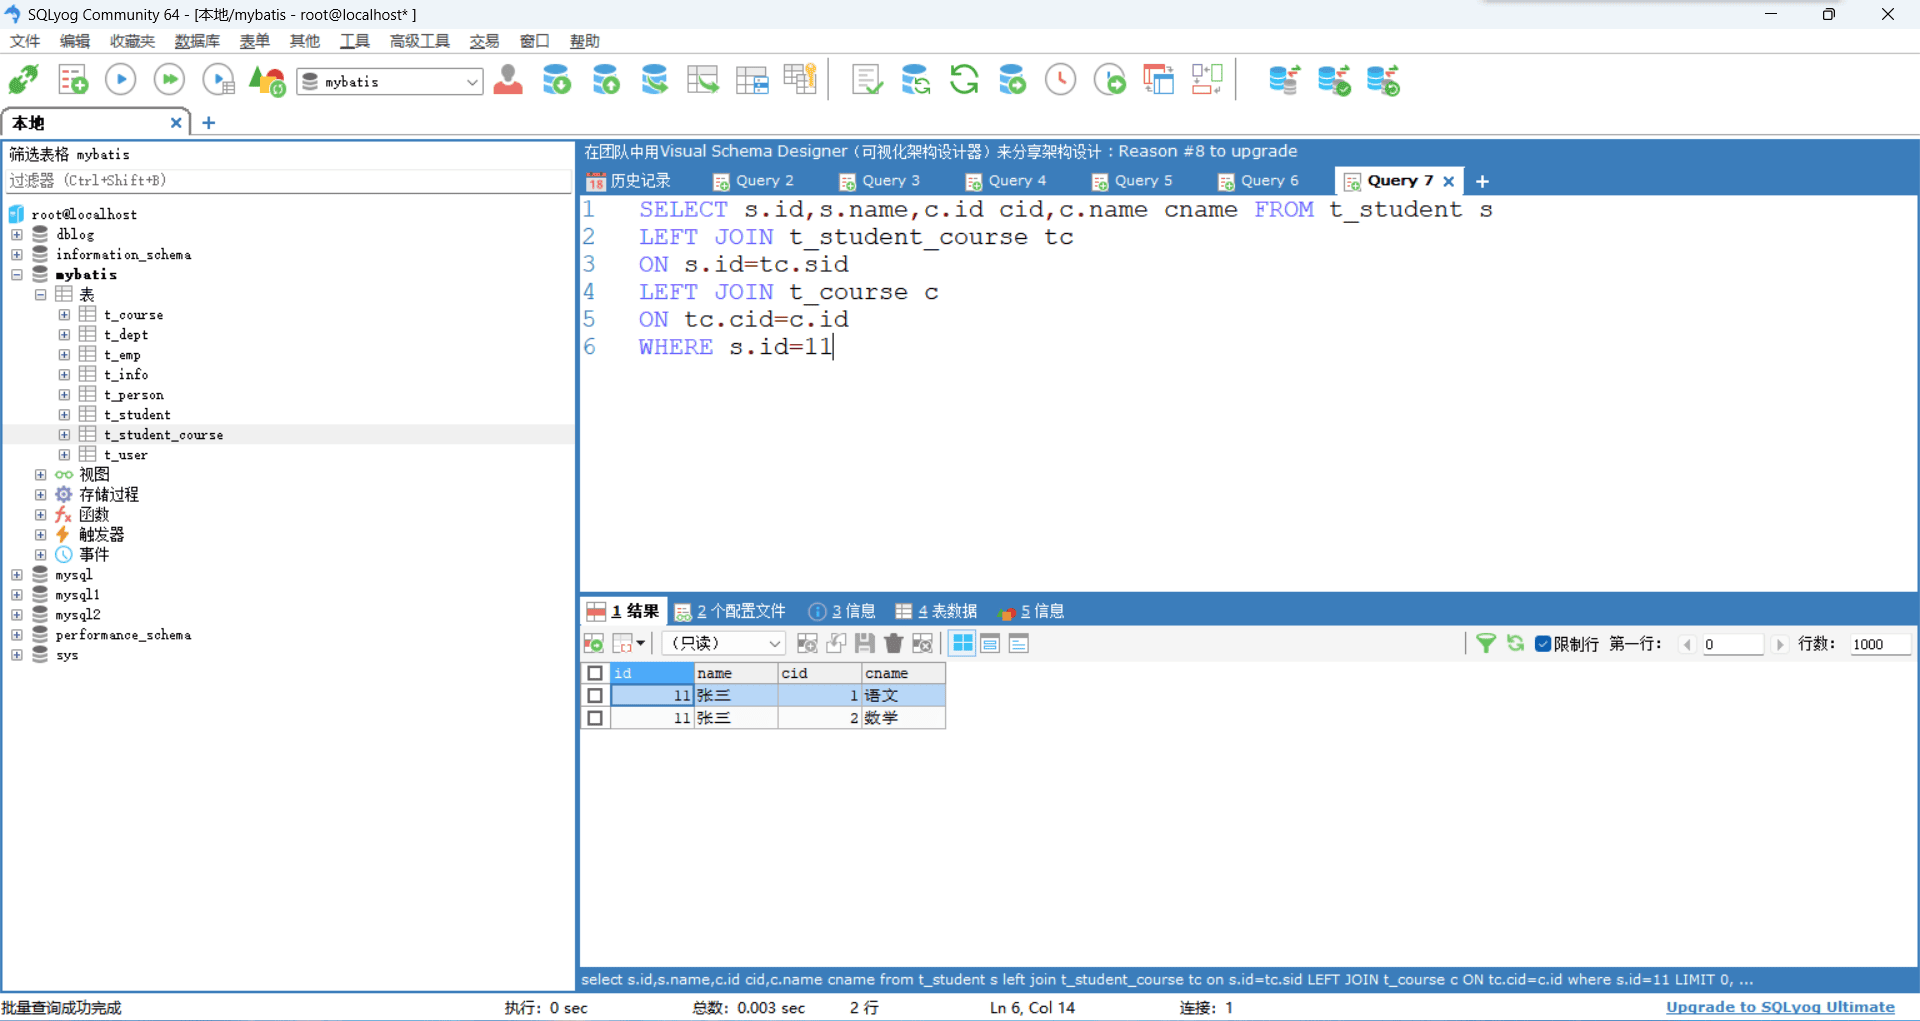 SQLyog Community 64 - [本地/mybatis - root@localhost* ]
文件 编辑 收藏夹 数据库 表单 其他 工具 高级工具 交易 窗口 帮助
mybatis
本地
筛选表格 mybatis
过滤器 (Ctrl+Shift+B)
root@localhost
dblog
information_schema
mybatis
表
t_course
t_dept
t_emp
t_info
t_person
t_student
t_student_course
t_user
视图
存储过程
函数
触发器
事件
mysql
mysql1
mysql2
performance_schema
sys
在团队中用Visual Schema Designer（可视化架构设计器）来分享架构设计：Reason #8 to upgrade
18 历史记录 Query 2 Query 3 Query 4 Query 5 Query 6 Query 7
1 SELECT s.id,s.name,c.id cid,c.name cname FROM t_student s
2 LEFT JOIN t_student_course tc
3 ON s.id=tc.sid
4 LEFT JOIN t_course c
5 ON tc.cid=c.id
6 WHERE s.id=11
1 结果 2 个配置文件 3 信息 4 表数据 5 信息
（只读） 限制行 第一行： 0 行数： 1000
id name cid cname
11 张三 1 语文
11 张三 2 数学
select s.id,s.name,c.id cid,c.name cname from t_student s left join t_student_course tc on s.id=tc.sid LEFT JOIN t_course c ON tc.cid=c.id where s.id=11 LIMIT 0, ...
批量查询成功完成 执行：0 sec 总数：0.003 sec 2 行 Ln 6, Col 14 连接：1 Upgrade to SQLyog Ultimate